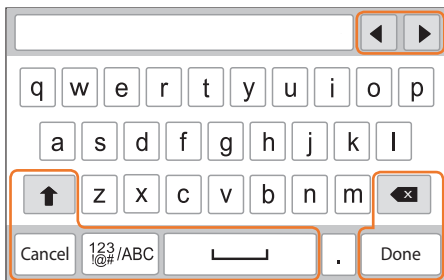 q w e r t y u i o p
a s d f g h j k l
z x c v b n m
Cancel 123 !@# /ABC . Done